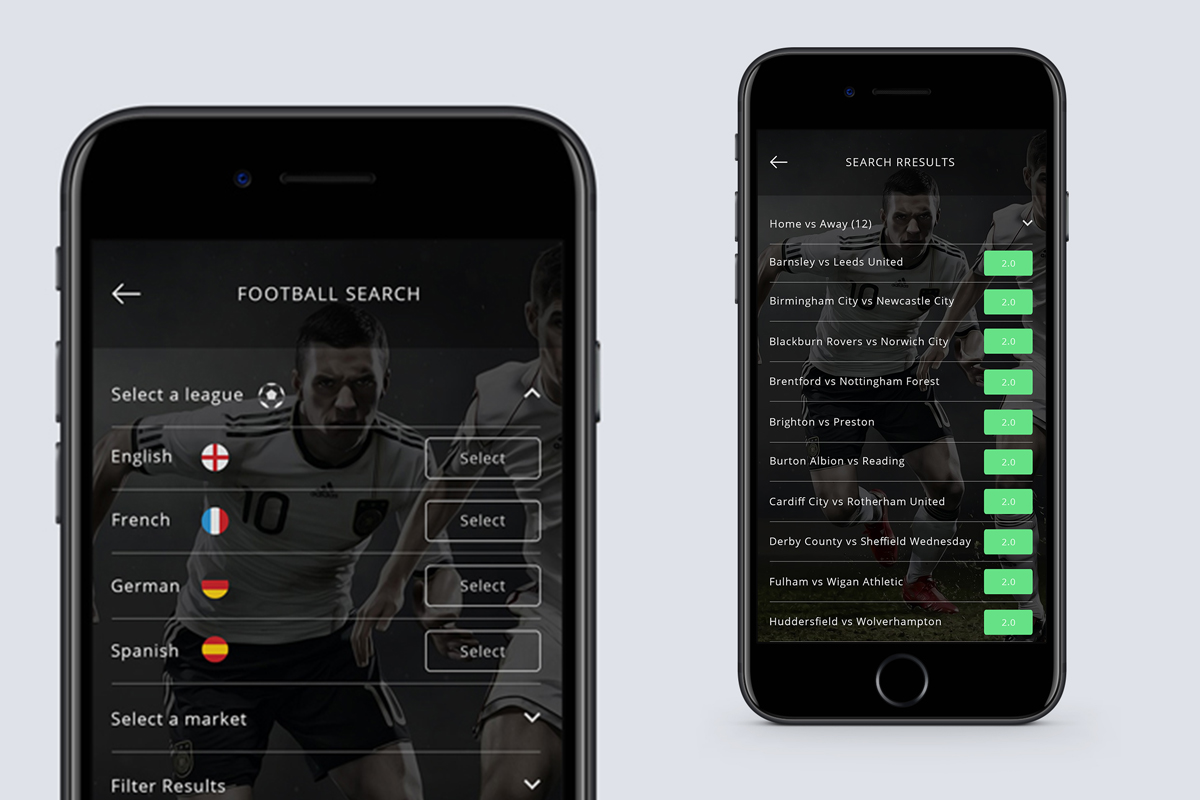 FOOTBALL SEARCH
Select a league
English Select
French Select
German Select
Spanish Select
Select a market
Filter Results
10
SEARCH RRESULTS
Home vs Away (12)
Barnsley vs Leeds United 2.0
Birmingham City vs Newcastle City 2.0
Blackburn Rovers vs Norwich City 2.0
Brentford vs Nottingham Forest 2.0
Brighton vs Preston 2.0
Burton Albion vs Reading 2.0
Cardiff City vs Rotherham United 2.0
Derby County vs Sheffield Wednesday 2.0
Fulham vs Wigan Athletic 2.0
Huddersfield vs Wolverhampton 2.0
10